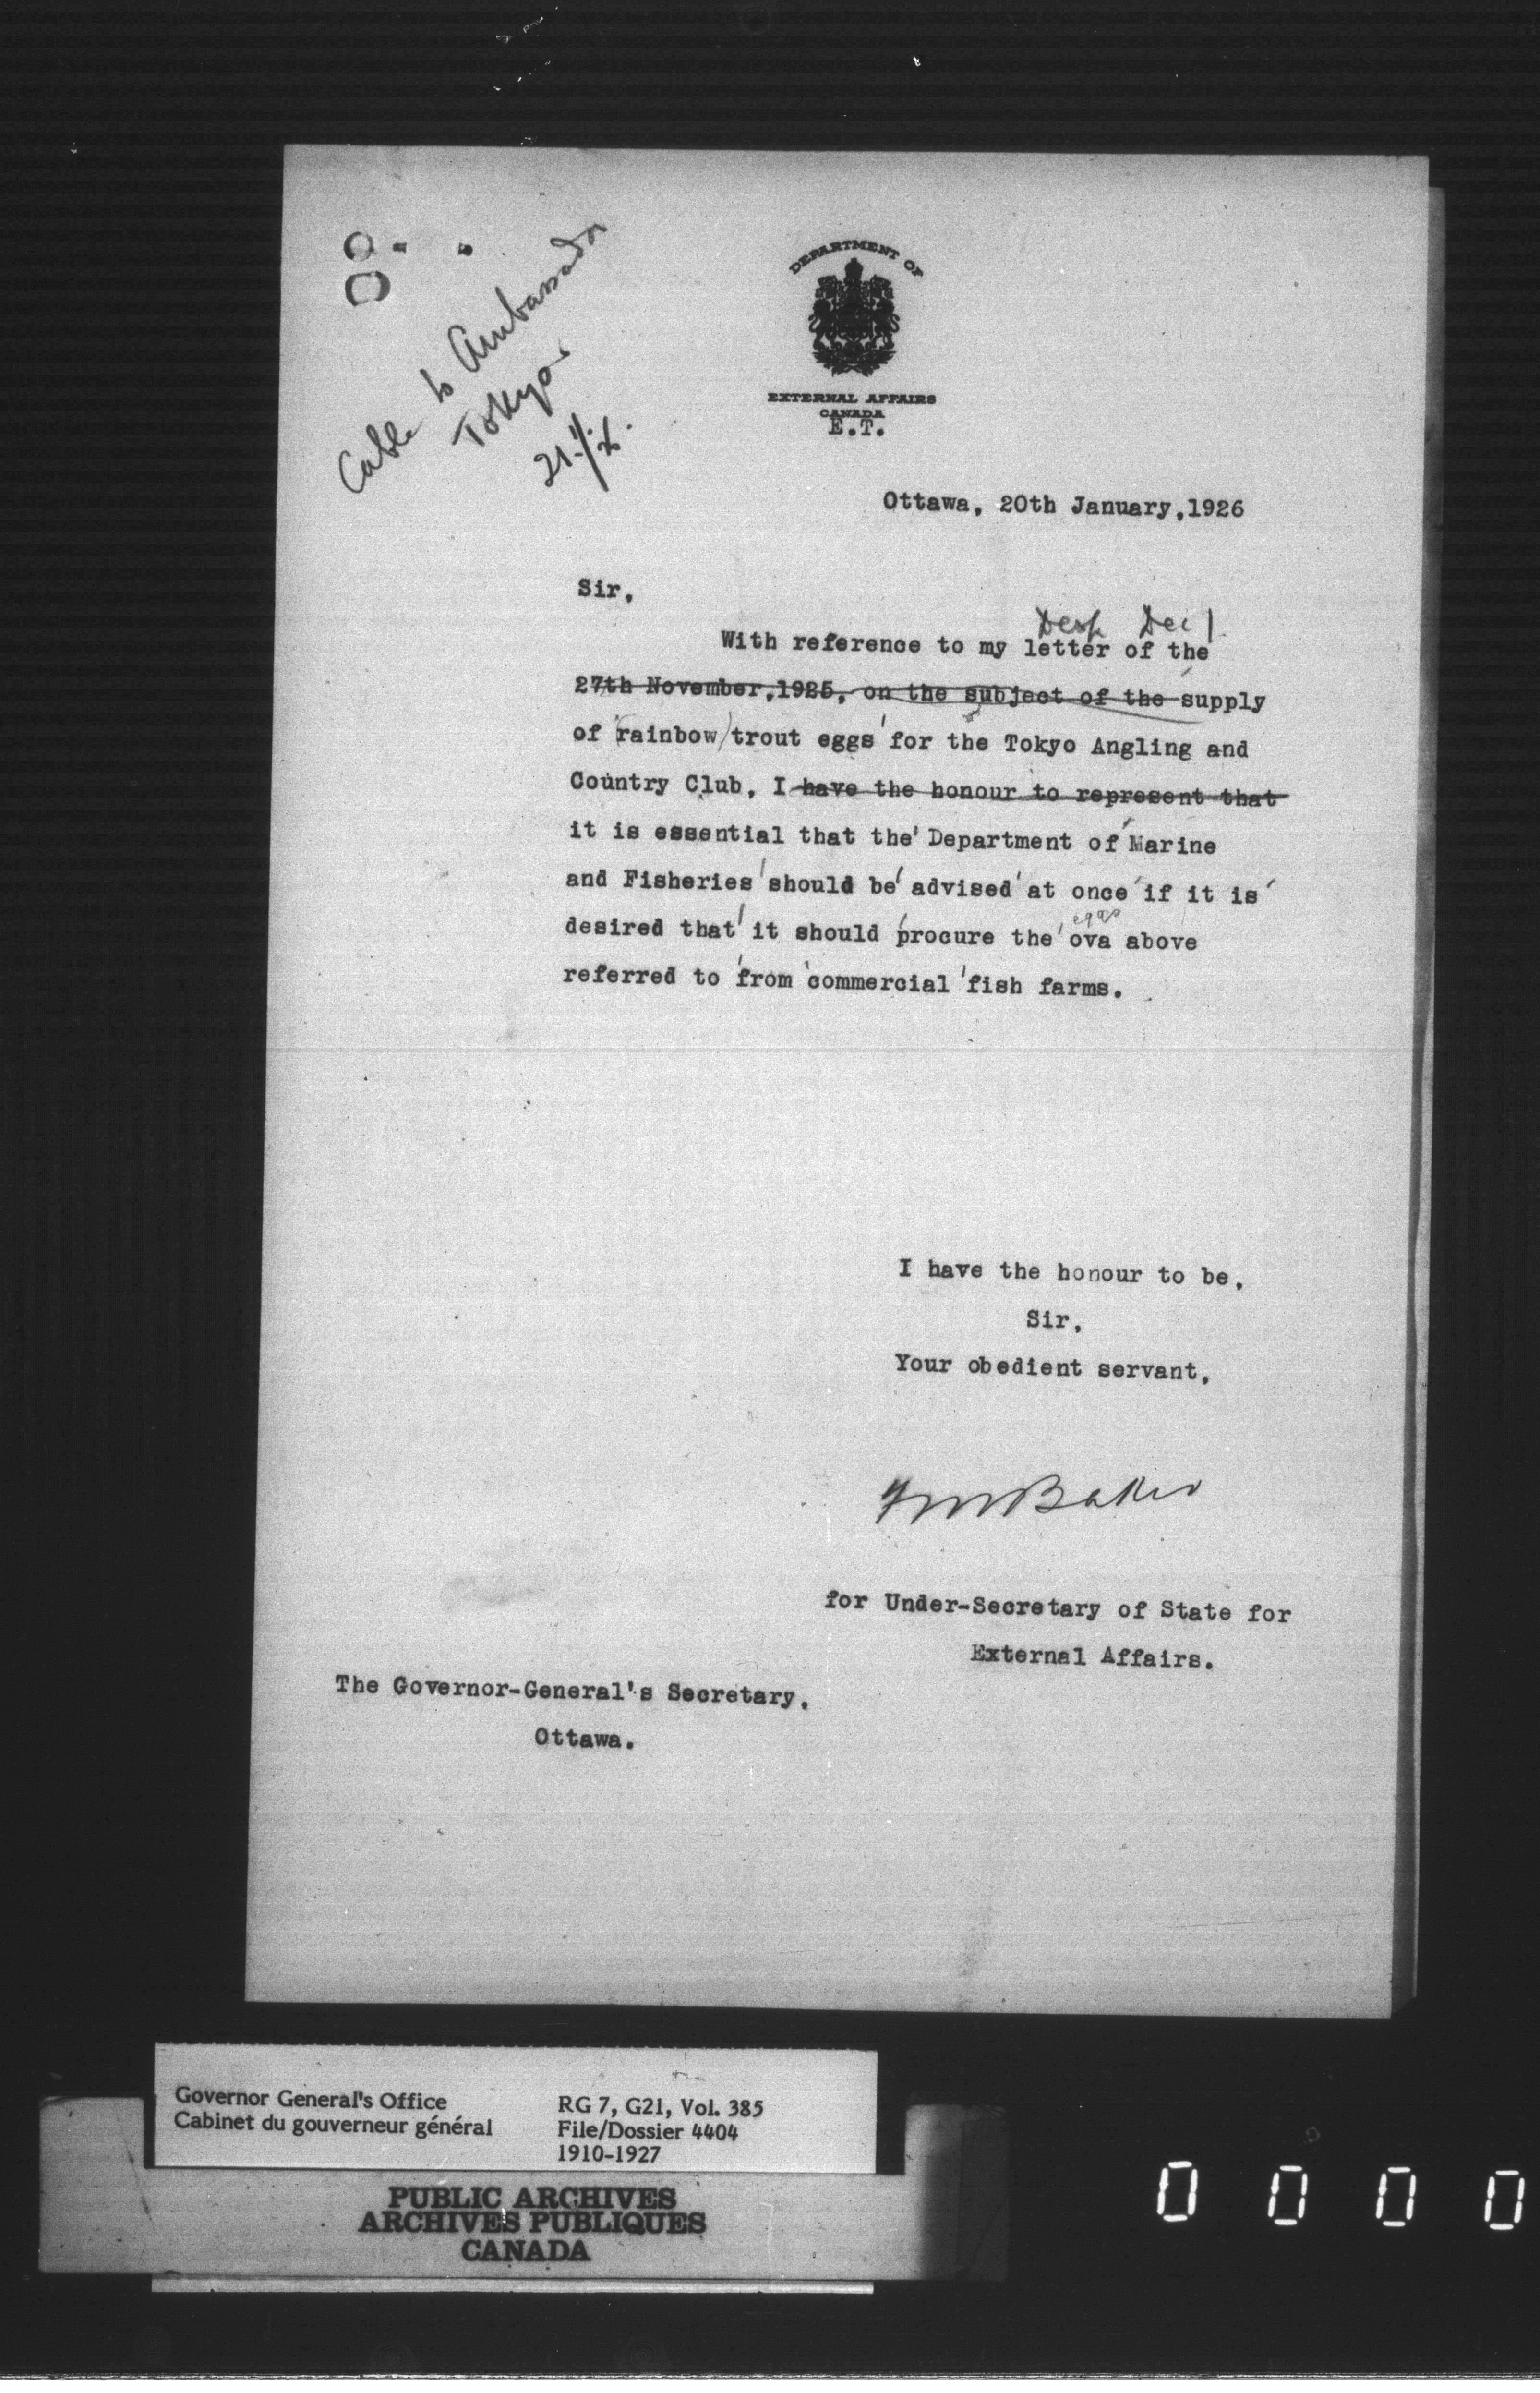 Cable to Ambassador
Tokyo
21/1/26.
DEPARTMENT OF
EXTERNAL AFFAIRS
CANADA
E.T.
Ottawa, 20th January,1926
Sir,
Desp Dec 1.
With reference to my letter of the
27th November,1925, on the subject of the supply
of (rainbow) trout eggs for the Tokyo Angling and
Country Club, I have the honour to represent that
it is essential that the Department of Marine
and Fisheries should be advised at once if it is
eggs
desired that it should procure the ova above
referred to from commercial fish farms.
I have the honour to be,
Sir,
Your obedient servant,
WM Baker
for Under-Secretary of State for
External Affairs.
The Governor-General's Secretary,
Ottawa.
Governor General's Office
Cabinet du gouverneur général
RG 7, G21, Vol. 385
File/Dossier 4404
1910-1927
PUBLIC ARCHIVES
ARCHIVES PUBLIQUES
CANADA
0 0 0 0